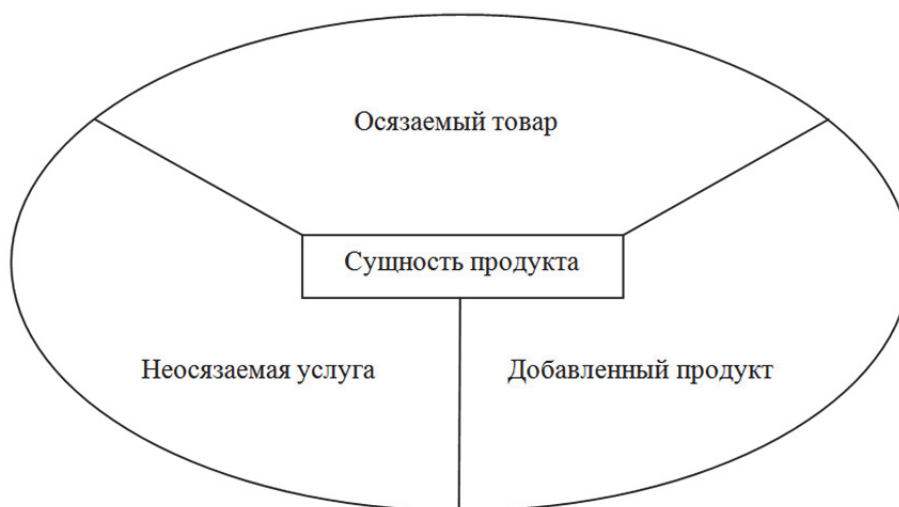 Осязаемый товар
Сущность продукта
Неосязаемая услуга
Добавленный продукт